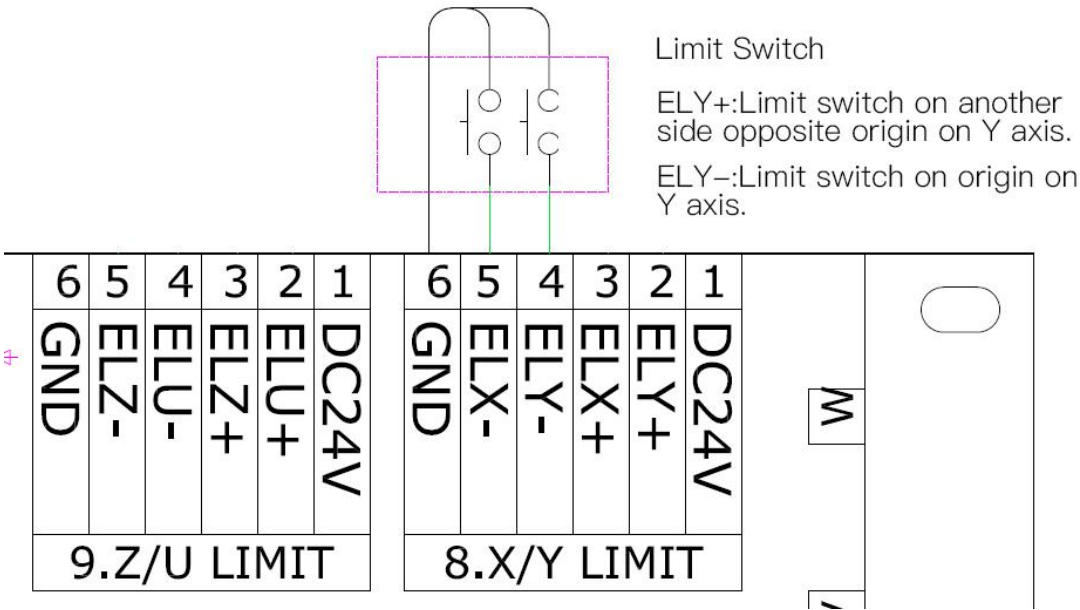 Limit Switch
ELY+:Limit switch on another
side opposite origin on Y axis.
ELY-:Limit switch on origin on
Y axis.
6 5 4 3 2 1
GND ELZ- ELU- ELZ+ ELU+ DC24V
9.Z/U LIMIT
6 5 4 3 2 1
GND ELX- ELY- ELX+ ELY+ DC24V
8.X/Y LIMIT
W